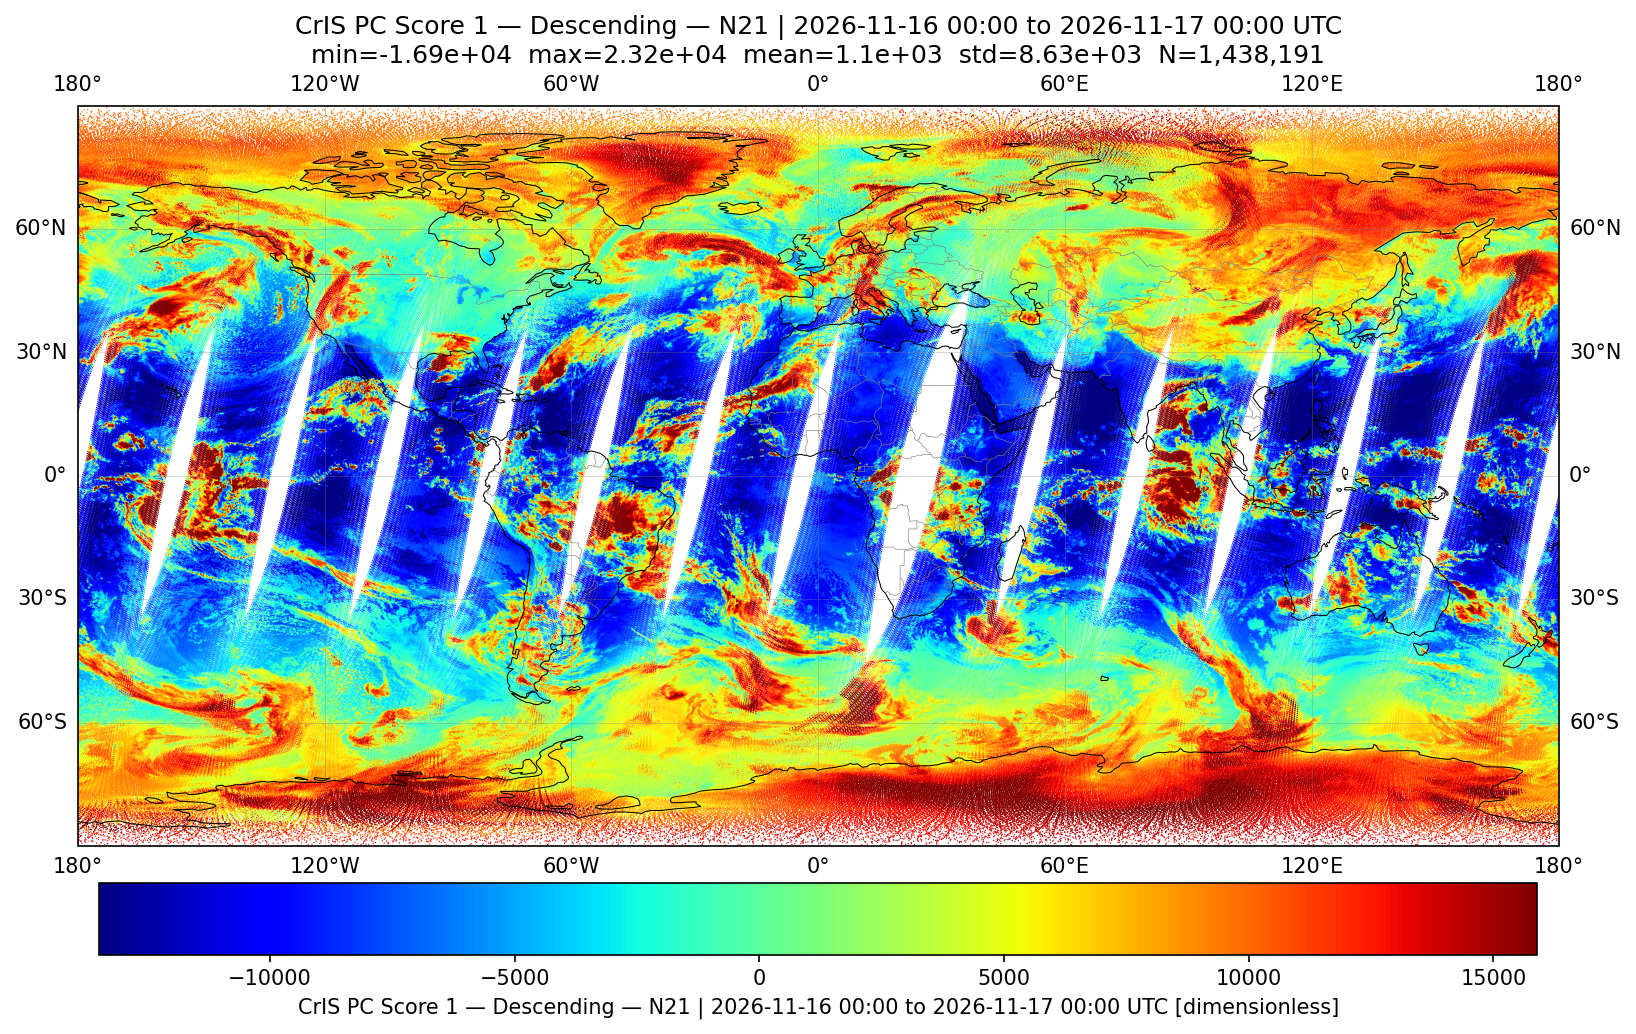 CrIS PC Score 1 — Descending — N21 | 2026-11-16 00:00 to 2026-11-17 00:00 UTC
min=-1.69e+04 max=2.32e+04 mean=1.1e+03 std=8.63e+03 N=1,438,191
180° 120°W 60°W 0° 60°E 120°E 180°
60°N 60°N
30°N 30°N
0° 0°
30°S 30°S
60°S 60°S
180° 120°W 60°W 0° 60°E 120°E 180°
−10000 −5000 0 5000 10000 15000
CrIS PC Score 1 — Descending — N21 | 2026-11-16 00:00 to 2026-11-17 00:00 UTC [dimensionless]